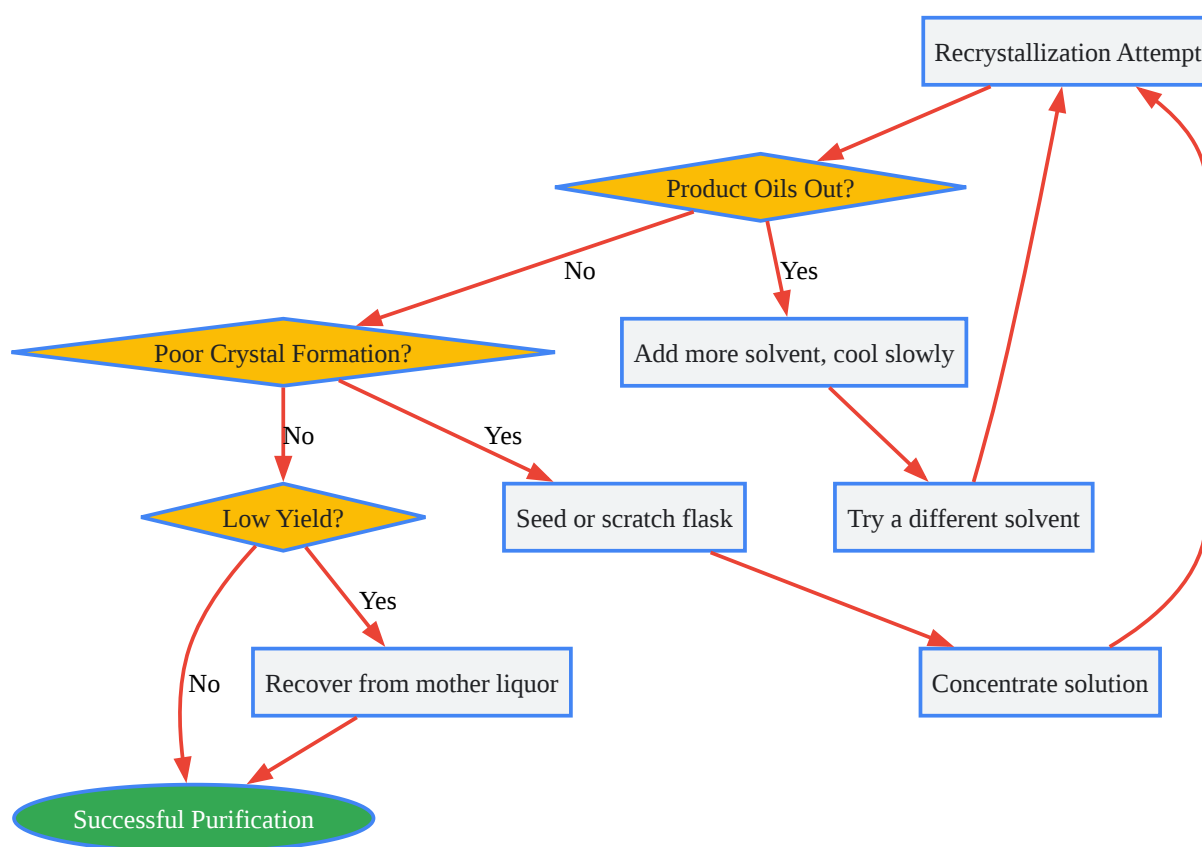 Recrystallization Attempt
Product Oils Out?
No
Yes
Poor Crystal Formation?
Add more solvent, cool slowly
No
Yes
Low Yield?
Seed or scratch flask
Try a different solvent
Yes
No
Recover from mother liquor
Concentrate solution
Successful Purification